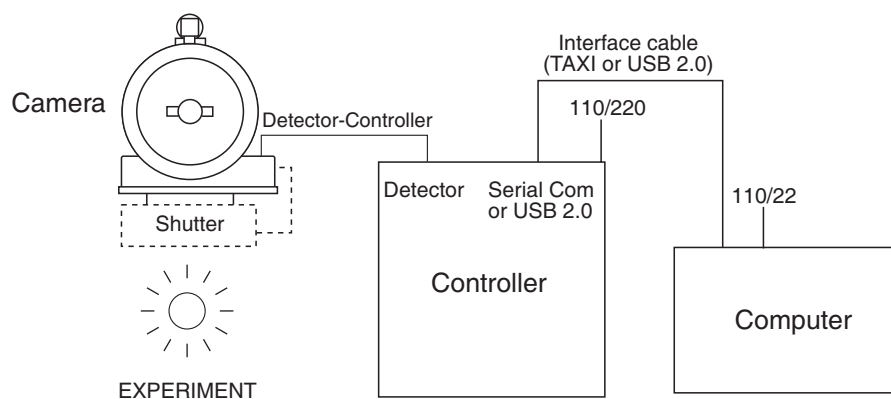 Interface cable
(TAXI or USB 2.0)
Camera
Detector-Controller
110/220
Detector
Serial Com
or USB 2.0
110/22
Shutter
Controller
Computer
EXPERIMENT